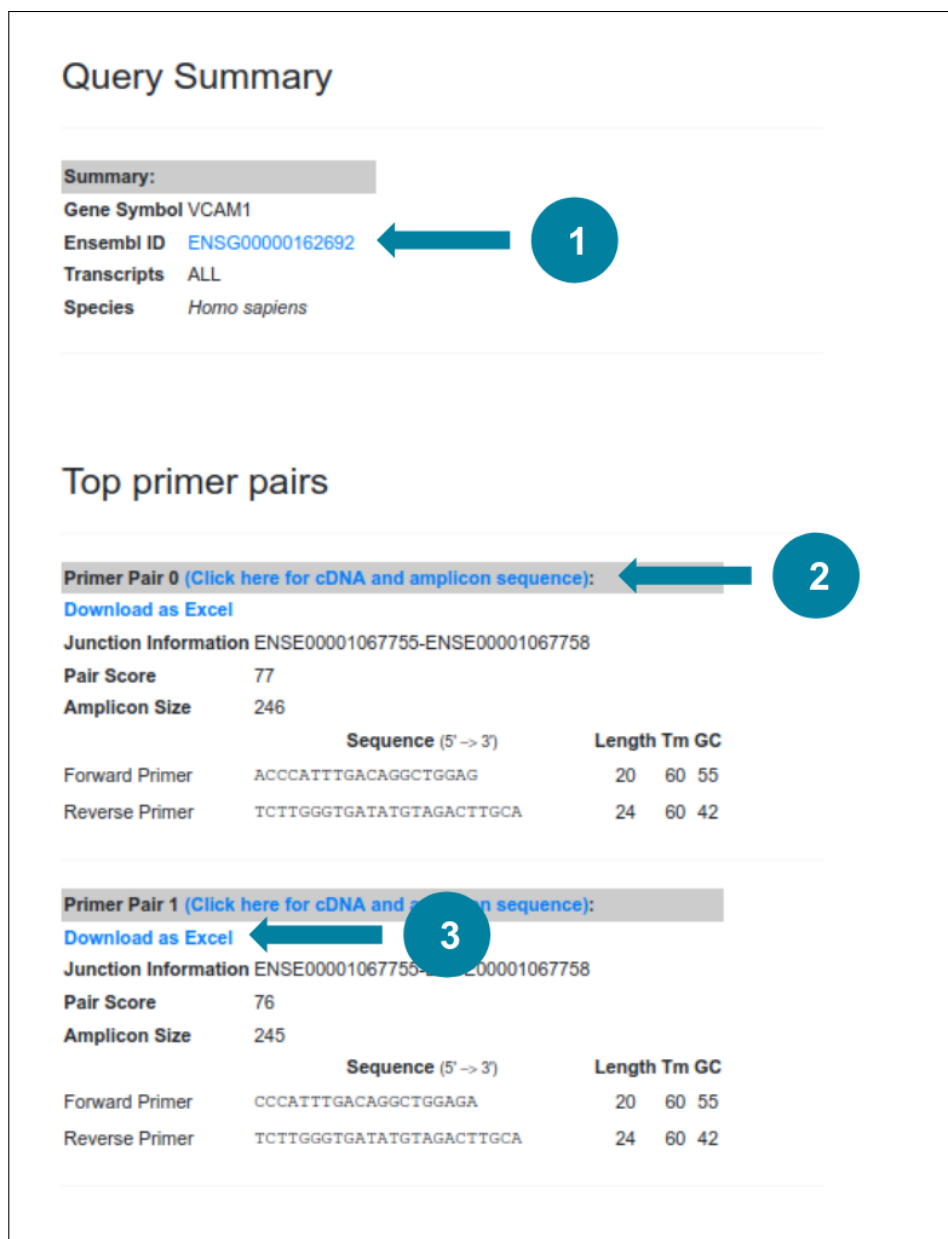 Query Summary
Summary:
Gene Symbol VCAM1
Ensembl ID ENSG00000162692
1
Transcripts ALL
Species Homo sapiens
Top primer pairs
Primer Pair 0 (Click here for cDNA and amplicon sequence):
2
Download as Excel
Junction Information ENSE00001067755-ENSE00001067758
Pair Score 77
Amplicon Size 246
Sequence (5' –> 3') Length Tm GC
Forward Primer ACCCATTTGACAGGCTGGAG 20 60 55
Reverse Primer TCTTGGGTGATATGTAGACTTGCA 24 60 42
Primer Pair 1 (Click here for cDNA and sequence):
Download as Excel
3
Junction Information ENSE00001067755- 00001067758
Pair Score 76
Amplicon Size 245
Sequence (5' –> 3') Length Tm GC
Forward Primer CCCATTTGACAGGCTGGAGA 20 60 55
Reverse Primer TCTTGGGTGATATGTAGACTTGCA 24 60 42